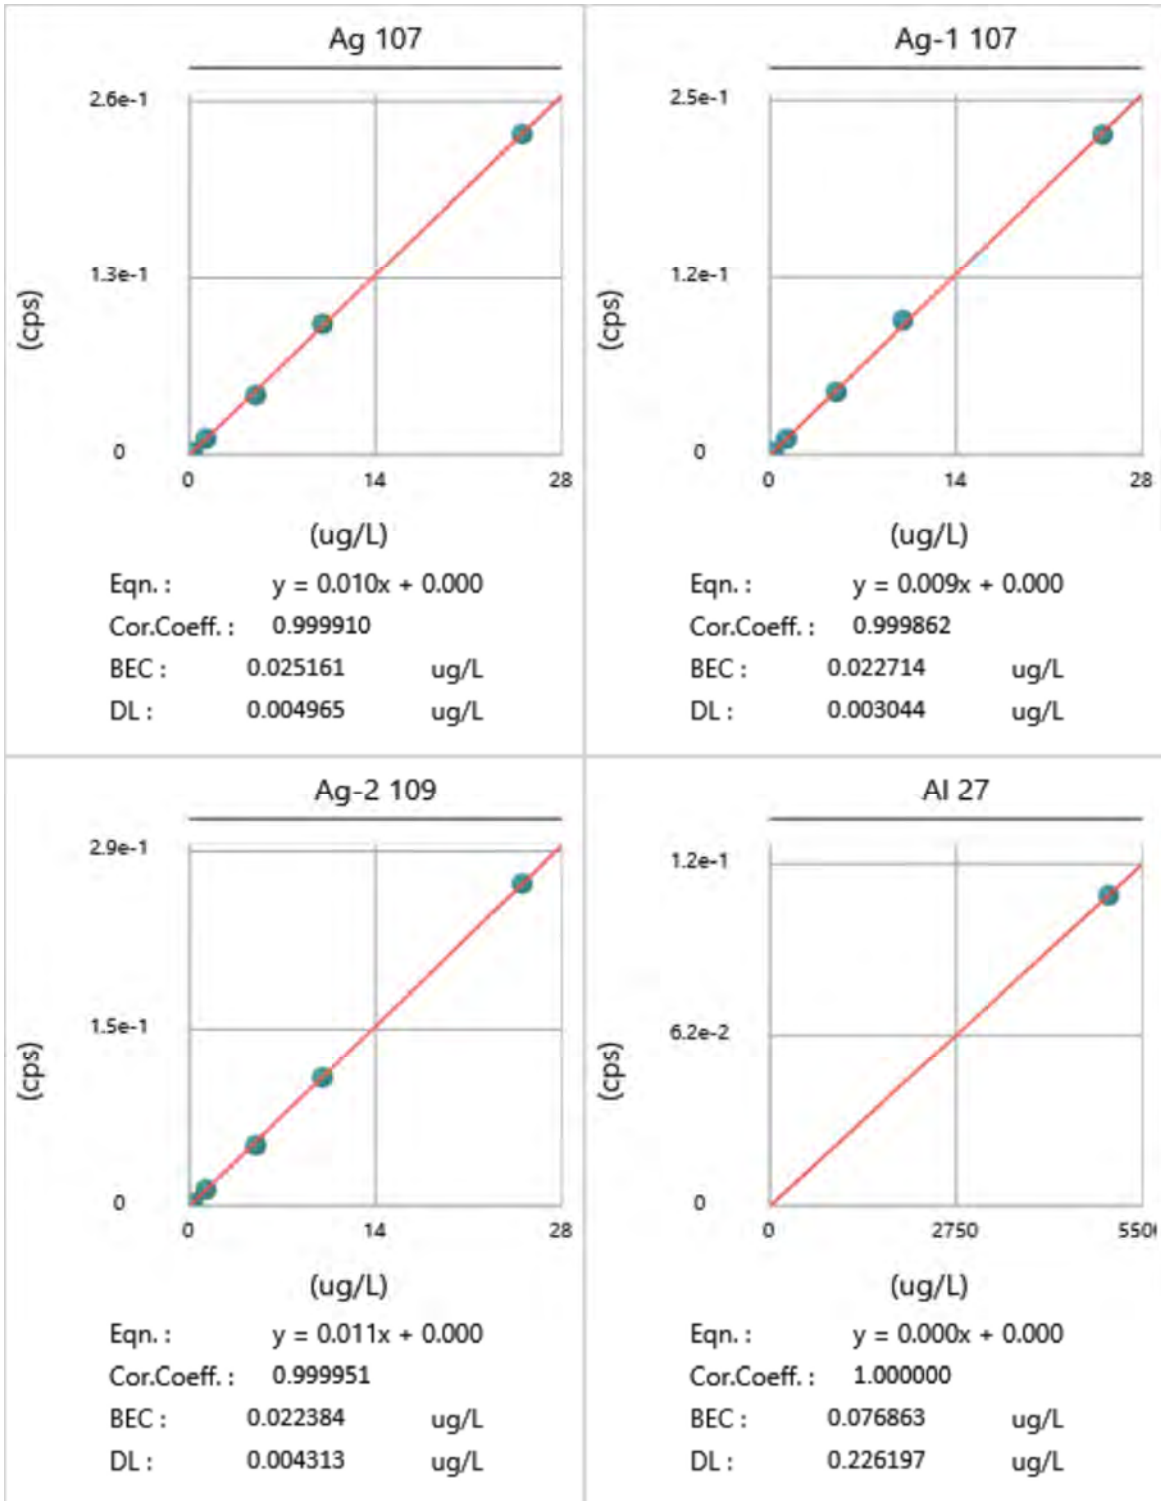 Ag 107
2.6e-1
1.3e-1
0
(cps)
0 14 28
(ug/L)
Eqn. : y = 0.010x + 0.000
Cor.Coeff. : 0.999910
BEC : 0.025161 ug/L
DL : 0.004965 ug/L
Ag-1 107
2.5e-1
1.2e-1
0
(cps)
0 14 28
(ug/L)
Eqn. : y = 0.009x + 0.000
Cor.Coeff. : 0.999862
BEC : 0.022714 ug/L
DL : 0.003044 ug/L
Ag-2 109
2.9e-1
1.5e-1
0
(cps)
0 14 28
(ug/L)
Eqn. : y = 0.011x + 0.000
Cor.Coeff. : 0.999951
BEC : 0.022384 ug/L
DL : 0.004313 ug/L
Al 27
1.2e-1
6.2e-2
0
(cps)
0 2750
(ug/L)
Eqn. : y = 0.000x + 0.000
Cor.Coeff. : 1.000000
BEC : 0.076863 ug/L
DL : 0.226197 ug/L